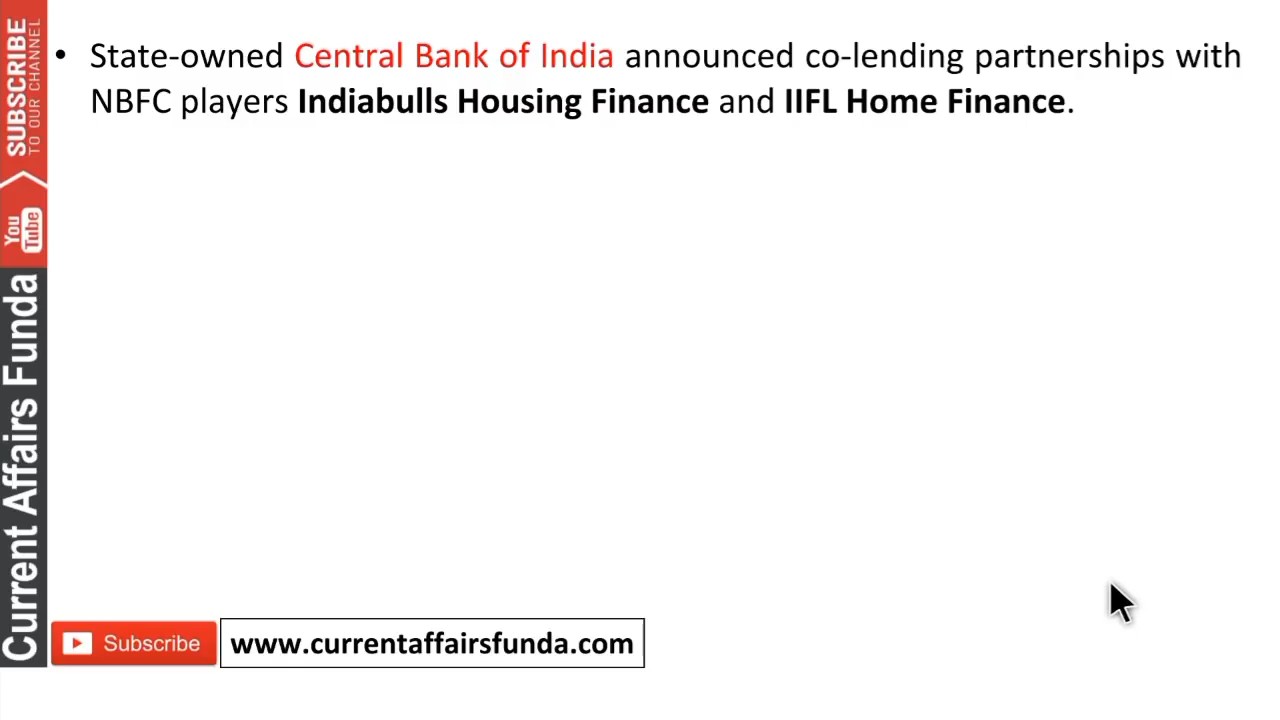 • State-owned Central Bank of India announced co-lending partnerships with
NBFC players Indiabulls Housing Finance and IIFL Home Finance.
SUBSCRIBE
TO OUR CHANNEL
You
Tube
Current Affairs Funda
Subscribe
www.currentaffairsfunda.com